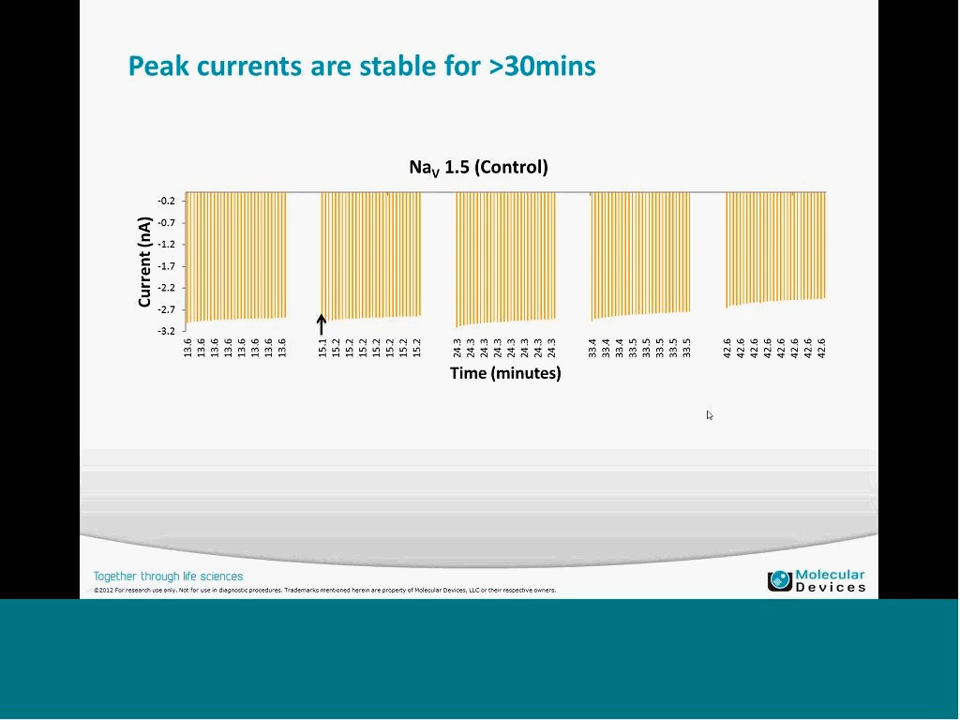 Peak currents are stable for >30mins
NaV 1.5 (Control)
-0.2
-0.7
-1.2
-1.7
-2.2
-2.7
-3.2
Current (nA)
13.6 13.6 13.6 13.6 13.6 13.6 13.6 13.6 15.1 15.2 15.2 15.2 15.2 15.2 15.2 15.2 24.3 24.3 24.3 24.3 24.3 24.3 24.3 24.3 33.4 33.4 33.4 33.5 33.5 33.5 33.5 33.5 42.6 42.6 42.6 42.6 42.6 42.6 42.6 42.6
Time (minutes)
Together through life sciences
©2012 For research use only. Not for use in diagnostic procedures. Trademarks mentioned herein are property of Molecular Devices, LLC or their respective owners.
Molecular
Devices